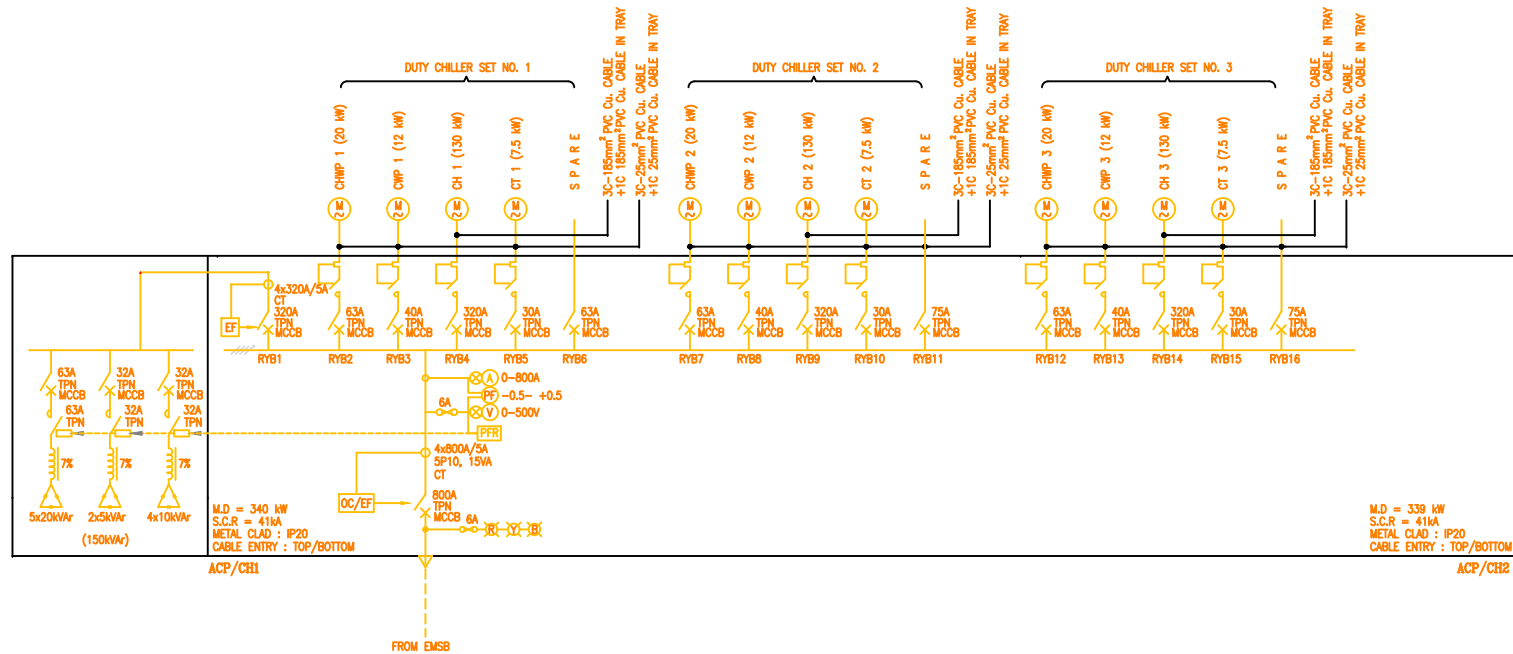 DUTY CHILLER SET NO. 1
CHWP 1 (20 kW)
CWP 1 (12 kW)
CH 1 (130 kW)
CT 1 (7.5 kW)
S P A R E
3C-185mm² PVC Cu. CABLE
+1C 185mm² PVC Cu. CABLE IN TRAY
3C-25mm² PVC Cu. CABLE
+1C 25mm² PVC Cu. CABLE IN TRAY
DUTY CHILLER SET NO. 2
CHWP 2 (20 kW)
CWP 2 (12 kW)
CH 2 (130 kW)
CT 2 (7.5 kW)
S P A R E
3C-185mm² PVC Cu. CABLE
+1C 185mm² PVC Cu. CABLE IN TRAY
3C-25mm² PVC Cu. CABLE
+1C 25mm² PVC Cu. CABLE IN TRAY
DUTY CHILLER SET NO. 3
CHWP 3 (20 kW)
CWP 3 (12 kW)
CH 3 (130 kW)
CT 3 (7.5 kW)
S P A R E
3C-185mm² PVC Cu. CABLE
+1C 185mm² PVC Cu. CABLE IN TRAY
3C-25mm² PVC Cu. CABLE
+1C 25mm² PVC Cu. CABLE IN TRAY
M
M
M
M
M
M
M
M
M
M
M
M
4x320A/5A
CT
EF
320A
TPN
MCCB
RYB1
63A
TPN
MCCB
RYB2
40A
TPN
MCCB
RYB3
320A
TPN
MCCB
RYB4
30A
TPN
MCCB
RYB5
63A
TPN
MCCB
RYB6
63A
TPN
MCCB
RYB7
40A
TPN
MCCB
RYB8
320A
TPN
MCCB
RYB9
30A
TPN
MCCB
RYB10
75A
TPN
MCCB
RYB11
63A
TPN
MCCB
RYB12
40A
TPN
MCCB
RYB13
320A
TPN
MCCB
RYB14
30A
TPN
MCCB
RYB15
75A
TPN
MCCB
RYB16
63A
TPN
MCCB
32A
TPN
MCCB
32A
TPN
MCCB
63A
TPN
32A
TPN
32A
TPN
7%
7%
7%
5x20kVAr
2x5kVAr
4x10kVAr
(150kVAr)
A 0-800A
PF -0.5- +0.5
6A
V 0-500V
PFR
4x800A/5A
5P10, 15VA
CT
OC/EF
800A
TPN
MCCB
6A
R Y B
M.D = 340 kW
S.C.R = 41kA
METAL CLAD : IP20
CABLE ENTRY : TOP/BOTTOM
ACP/CH1
M.D = 339 kW
S.C.R = 41kA
METAL CLAD : IP20
CABLE ENTRY : TOP/BOTTOM
ACP/CH2
FROM EMSB